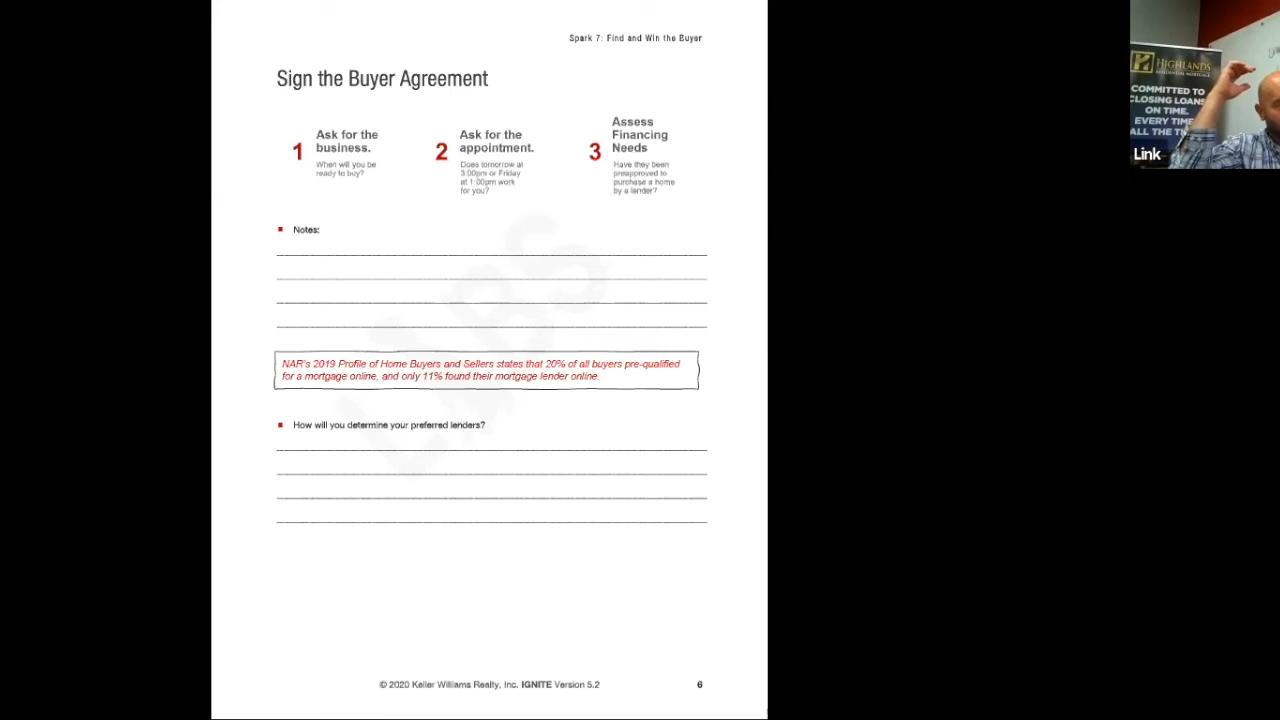 Spark 7: Find and Win the Buyer
Sign the Buyer Agreement
1
Ask for the
business.
When will you be
ready to buy?
2
Ask for the
appointment.
Does tomorrow at
3:00pm or Friday
at 1:00pm work
for you?
3
Assess
Financing
Needs
Have they been
preapproved to
purchase a home
by a lender?
Notes:
LABS
NAR's 2019 Profile of Home Buyers and Sellers states that 20% of all buyers pre-qualified
for a mortgage online, and only 11% found their mortgage lender online.
How will you determine your preferred lenders?
© 2020 Keller Williams Realty, Inc. IGNITE Version 5.2
6
HIGHLANDS
RESIDENTIAL MORTGAGE
COMMITTED TO
CLOSING LOANS
ON TIME.
EVERY TIME
ALL THE
Link